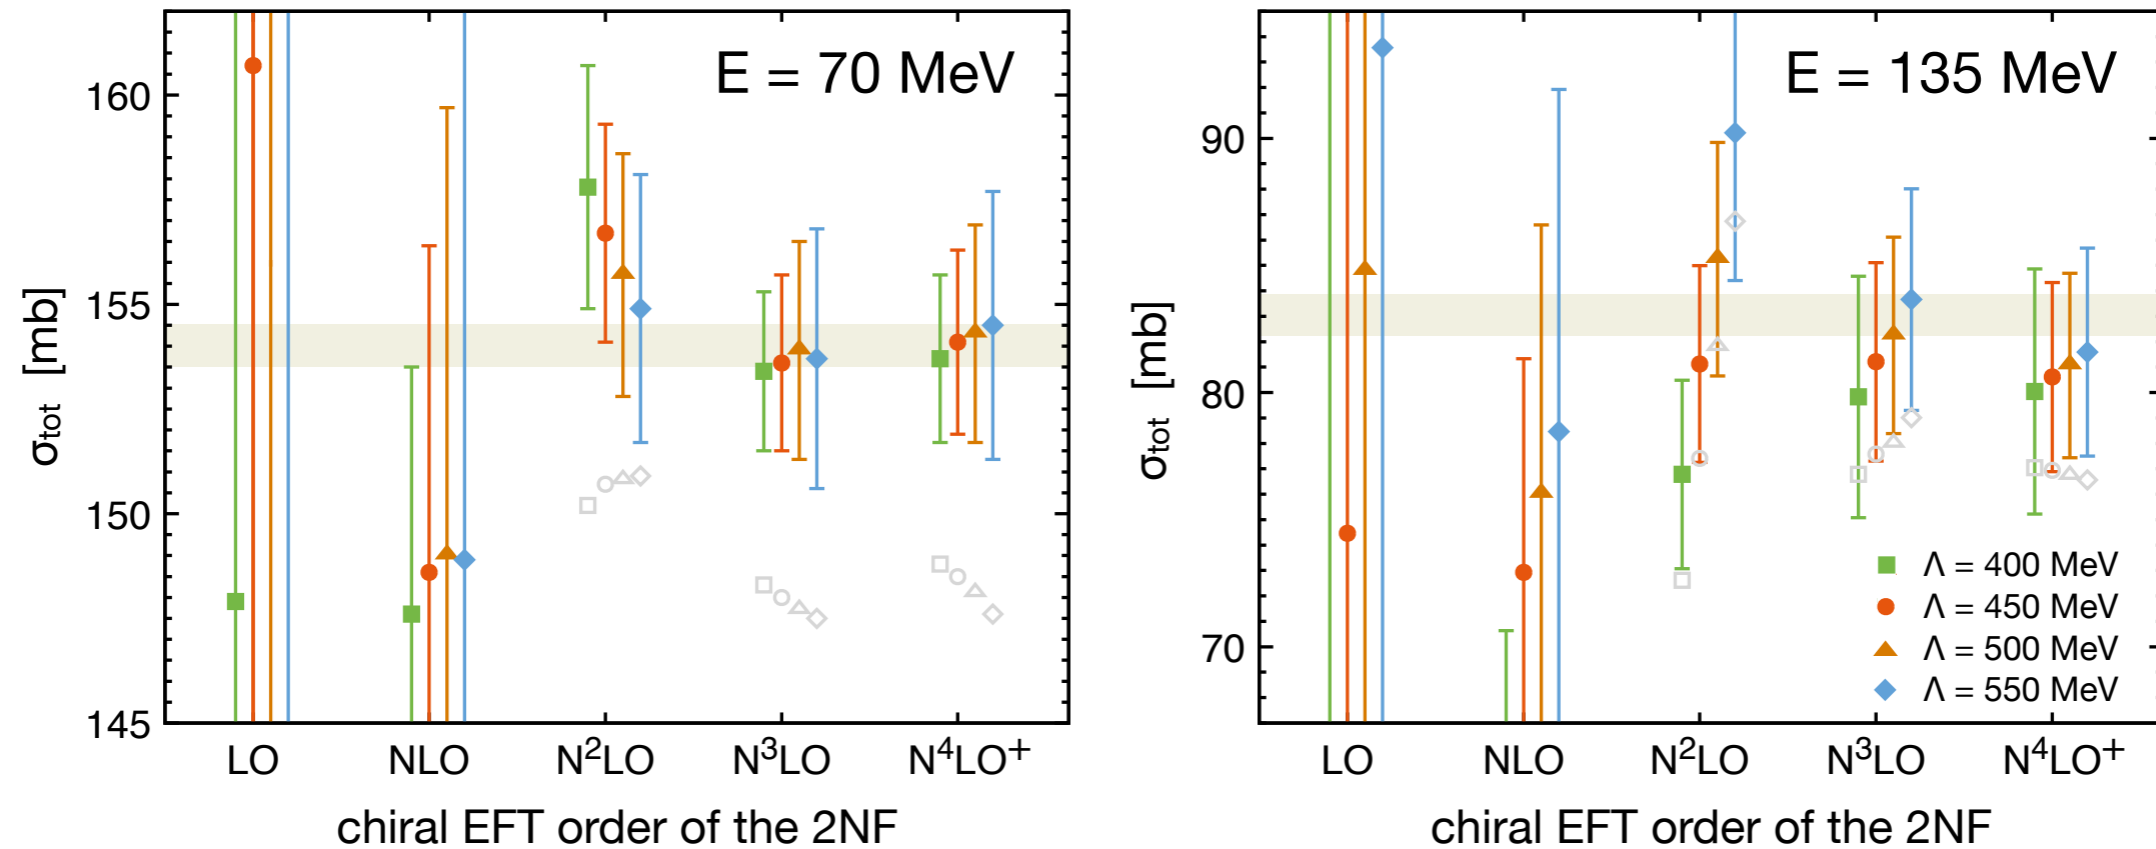 E = 70 MeV
160
155
150
145
σtot [mb]
LO NLO N²LO N³LO N⁴LO⁺
chiral EFT order of the 2NF
E = 135 MeV
90
80
70
σtot [mb]
Λ = 400 MeV
Λ = 450 MeV
Λ = 500 MeV
Λ = 550 MeV
LO NLO N²LO N³LO N⁴LO⁺
chiral EFT order of the 2NF